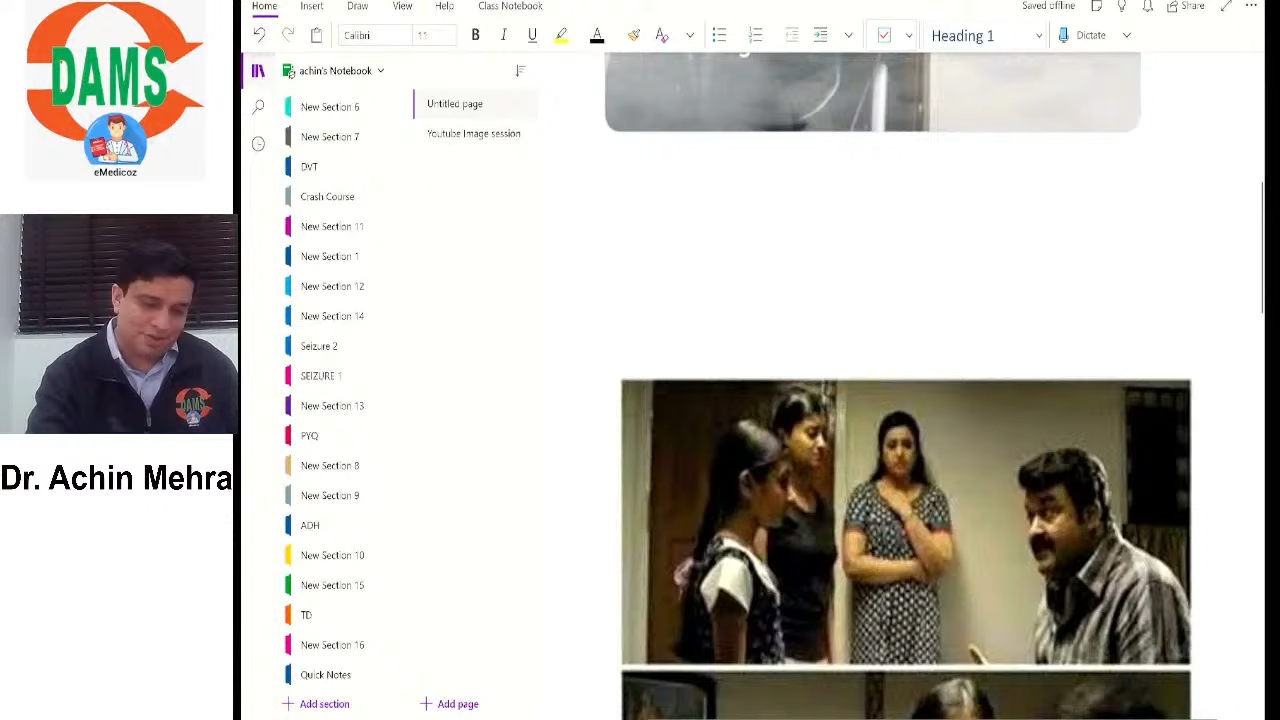 DAMS
eMedicoz
DAMS
Dr. Achin Mehra
Home Insert Draw View Help Class Notebook Saved offline Share
Calibri 11 B I U A Heading 1 Dictate
achin's Notebook
New Section 6
New Section 7
DVT
Crash Course
New Section 11
New Section 1
New Section 12
New Section 14
Seizure 2
SEIZURE 1
New Section 13
PYQ
New Section 8
New Section 9
ADH
New Section 10
New Section 15
TD
New Section 16
Quick Notes
Add section
Untitled page
Youtube Image session
Add page